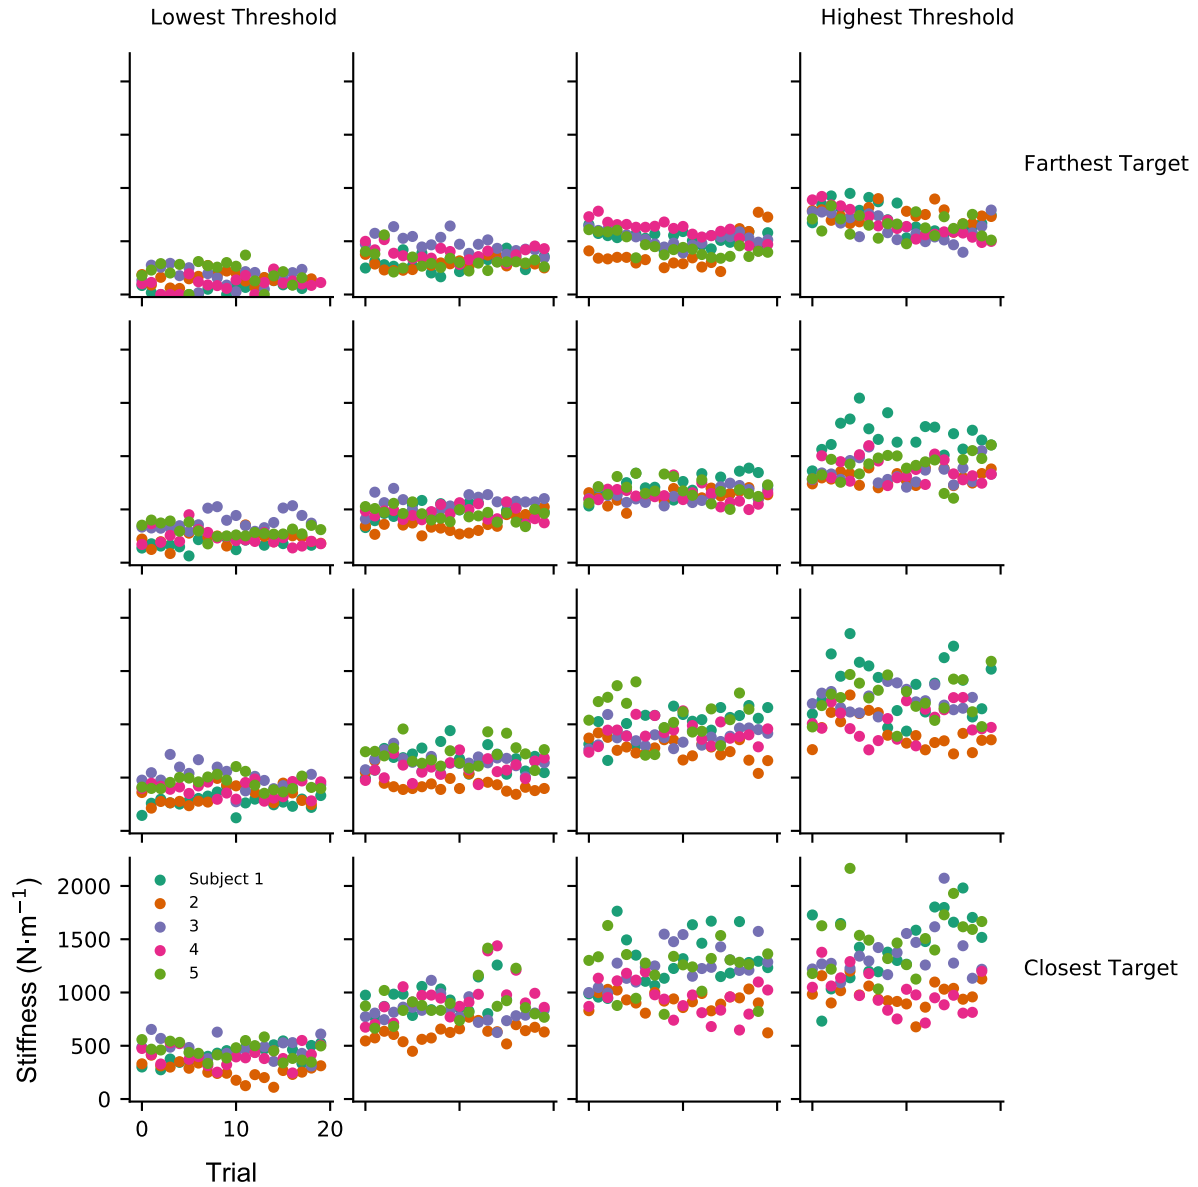 Lowest Threshold
Highest Threshold
Farthest Target
2000
1500
1000
500
0
Stiffness (N·m⁻¹)
Subject 1
2
3
4
5
Closest Target
0 10 20
Trial